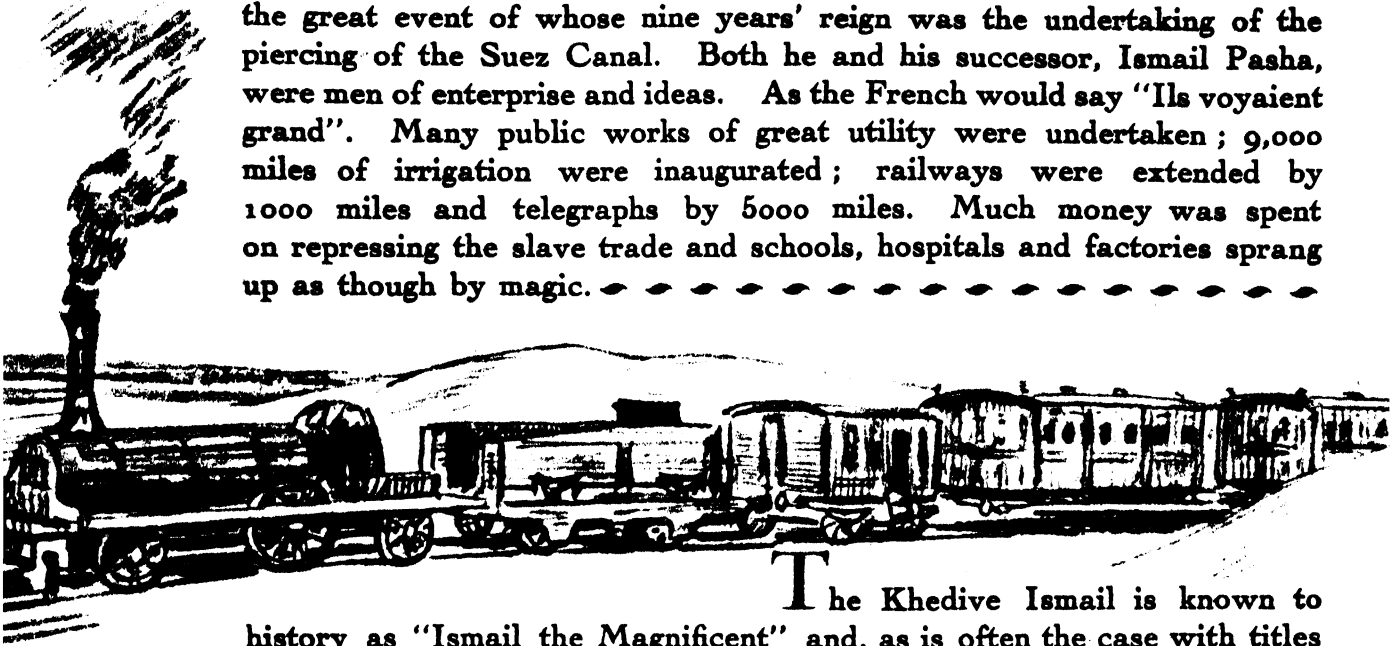 the great event of whose nine years' reign was the undertaking of the
piercing of the Suez Canal. Both he and his successor, Ismail Pasha,
were men of enterprise and ideas. As the French would say "Ils voyaient
grand". Many public works of great utility were undertaken ; 9,000
miles of irrigation were inaugurated ; railways were extended by
1000 miles and telegraphs by 5000 miles. Much money was spent
on repressing the slave trade and schools, hospitals and factories sprang
up as though by magic.
The Khedive Ismail is known to
history as "Ismail the Magnificent" and, as is often the case with titles